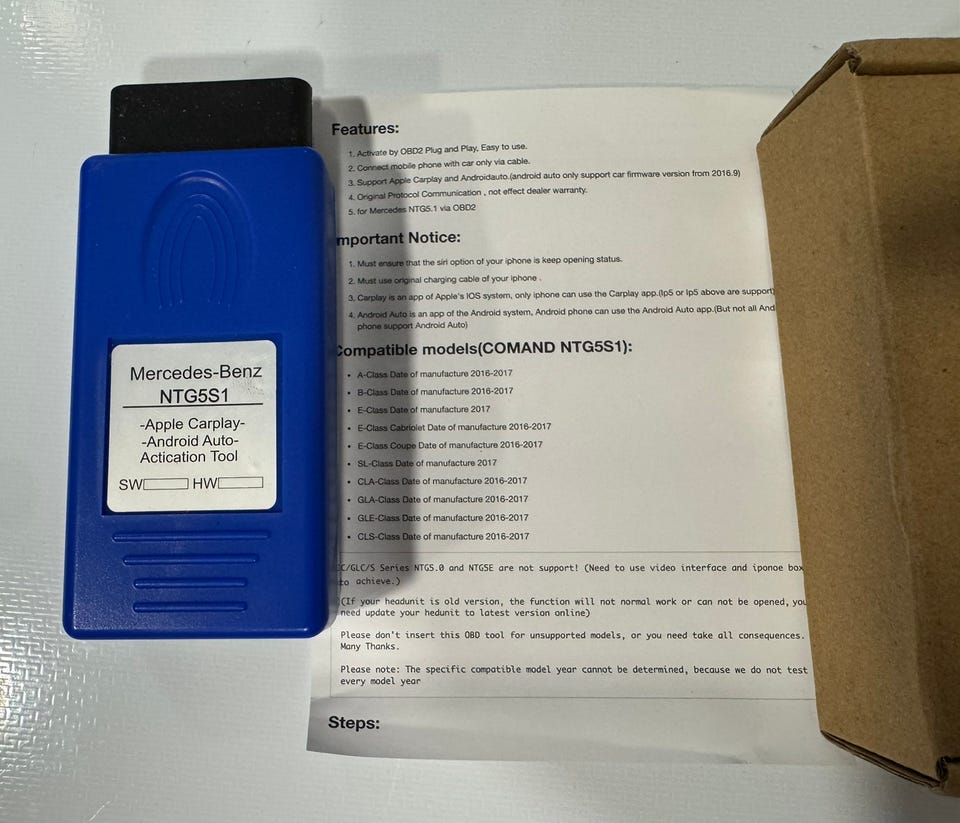 Mercedes-Benz
NTG5S1
-Apple Carplay-
-Android Auto-
Actication Tool
SW HW
Features:
1. Activate by OBD2 Plug and Play, Easy to use.
2. Connect mobile phone with car only via cable.
3. Support Apple Carplay and Androidauto.(android auto only support car firmware version from 2016.9)
4. Original Protocol Communication , not effect dealer warranty.
5. for Mercedes NTG5.1 via OBD2
mportant Notice:
1. Must ensure that the siri option of your iphone is keep opening status.
2. Must use original charging cable of your iphone .
3. Carplay is an app of Apple's IOS system, only iphone can use the Carplay app.(Ip5 or Ip5 above are support)
4. Android Auto is an app of the Android system, Android phone can use the Android Auto app.(But not all And
phone support Android Auto)
Compatible models(COMAND NTG5S1):
• A-Class Date of manufacture 2016-2017
• B-Class Date of manufacture 2016-2017
• E-Class Date of manufacture 2017
• E-Class Cabriolet Date of manufacture 2016-2017
• E-Class Coupe Date of manufacture 2016-2017
• SL-Class Date of manufacture 2017
• CLA-Class Date of manufacture 2016-2017
• GLA-Class Date of manufacture 2016-2017
• GLE-Class Date of manufacture 2016-2017
• CLS-Class Date of manufacture 2016-2017
C/GLC/S Series NTG5.0 and NTG5E are not support! (Need to use video interface and iponoe box
to achieve.)
(If your headunit is old version, the function will not normal work or can not be opened, you
need update your hedunit to latest version online)
Please don't insert this OBD tool for unsupported models, or you need take all consequences.
Many Thanks.
Please note: The specific compatible model year cannot be determined, because we do not test
every model year
Steps: